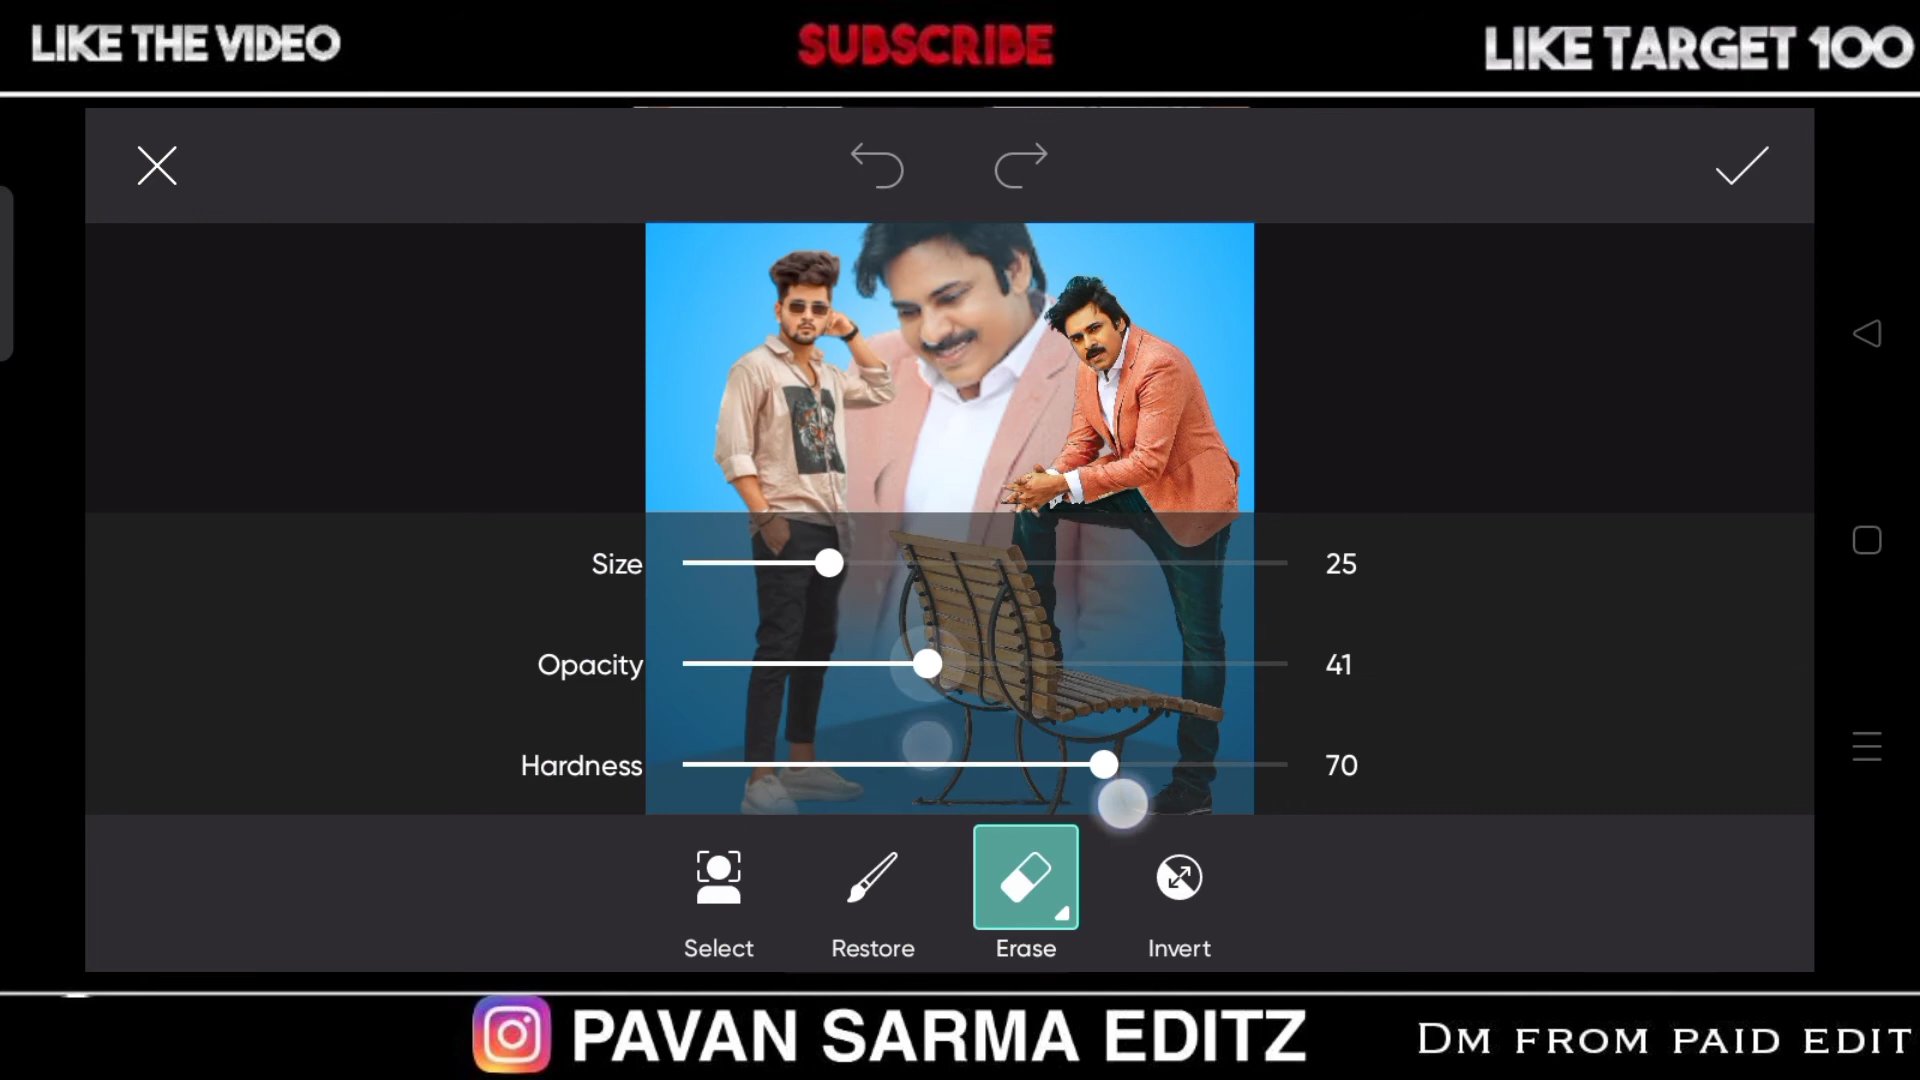 LIKE THE VIDEO
SUBSCRIBE
LIKE TARGET 100
Size 25
Opacity 41
Hardness 70
Select Restore Erase Invert
PAVAN SARMA EDITZ
DM FROM PAID EDIT